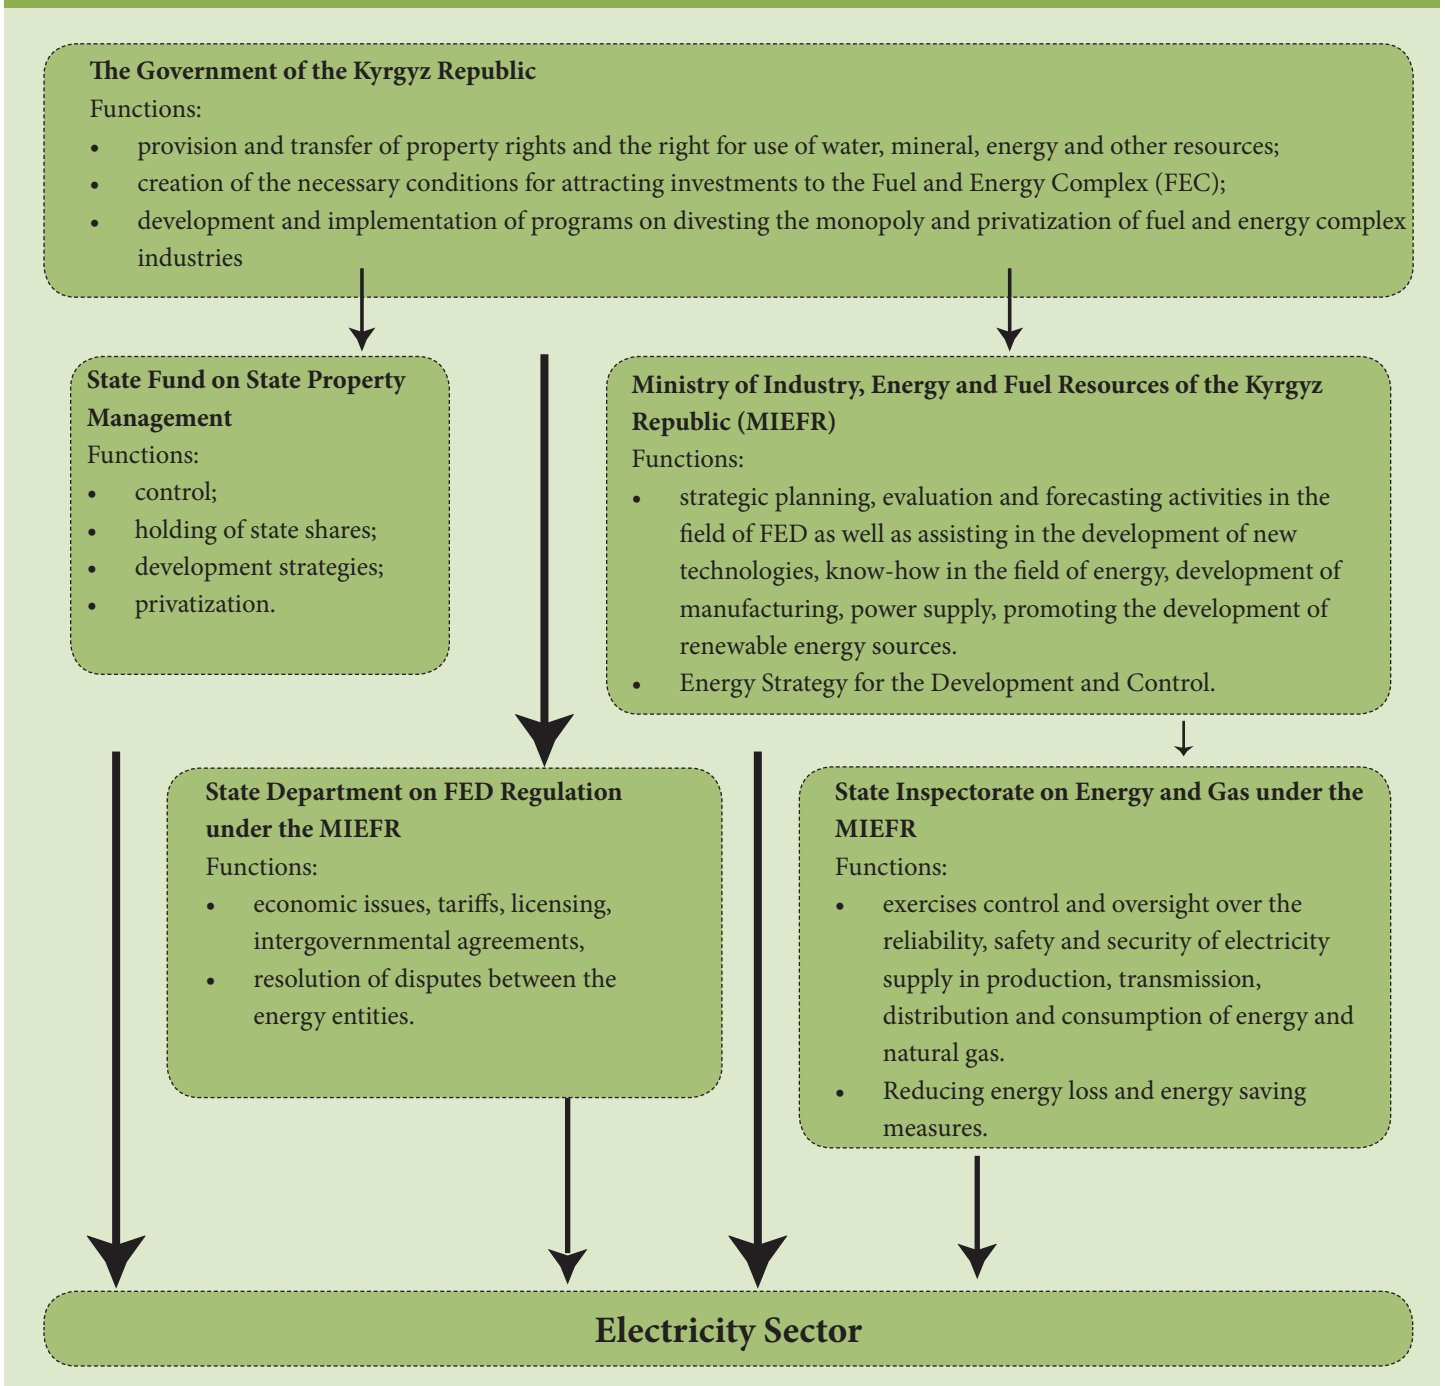 The Government of the Kyrgyz Republic
Functions:
• provision and transfer of property rights and the right for use of water, mineral, energy and other resources;
• creation of the necessary conditions for attracting investments to the Fuel and Energy Complex (FEC);
• development and implementation of programs on divesting the monopoly and privatization of fuel and energy complex
industries
State Fund on State Property
Management
Functions:
• control;
• holding of state shares;
• development strategies;
• privatization.
Ministry of Industry, Energy and Fuel Resources of the Kyrgyz
Republic (MIEFR)
Functions:
• strategic planning, evaluation and forecasting activities in the
field of FED as well as assisting in the development of new
technologies, know-how in the field of energy, development of
manufacturing, power supply, promoting the development of
renewable energy sources.
• Energy Strategy for the Development and Control.
State Department on FED Regulation
under the MIEFR
Functions:
• economic issues, tariffs, licensing,
intergovernmental agreements,
• resolution of disputes between the
energy entities.
State Inspectorate on Energy and Gas under the
MIEFR
Functions:
• exercises control and oversight over the
reliability, safety and security of electricity
supply in production, transmission,
distribution and consumption of energy and
natural gas.
• Reducing energy loss and energy saving
measures.
Electricity Sector